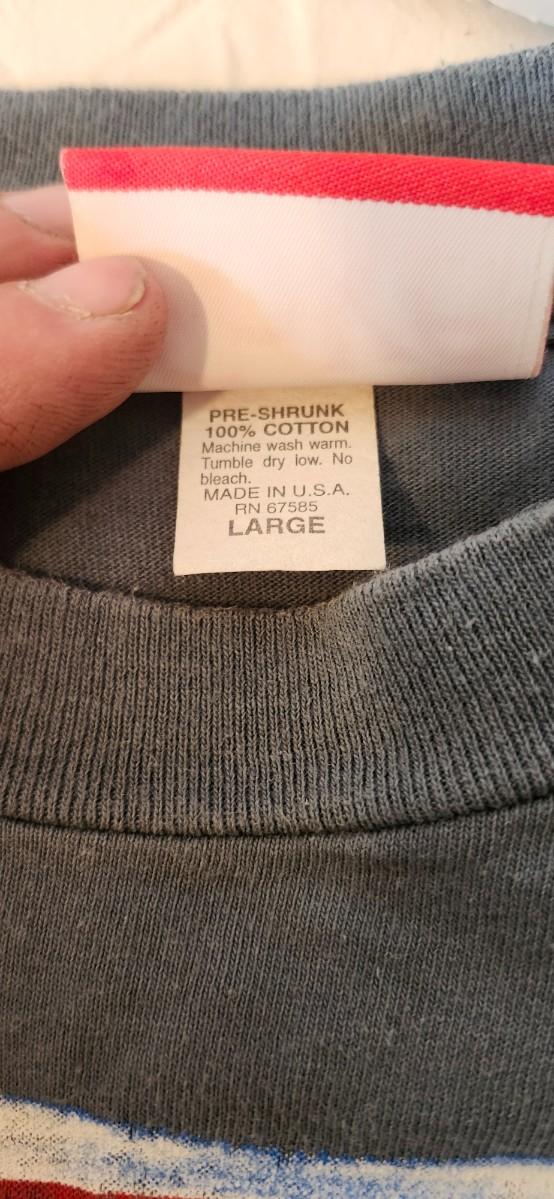 PRE-SHRUNK
100% COTTON
Machine wash warm.
Tumble dry low. No
bleach.
MADE IN U.S.A.
RN 67585
LARGE